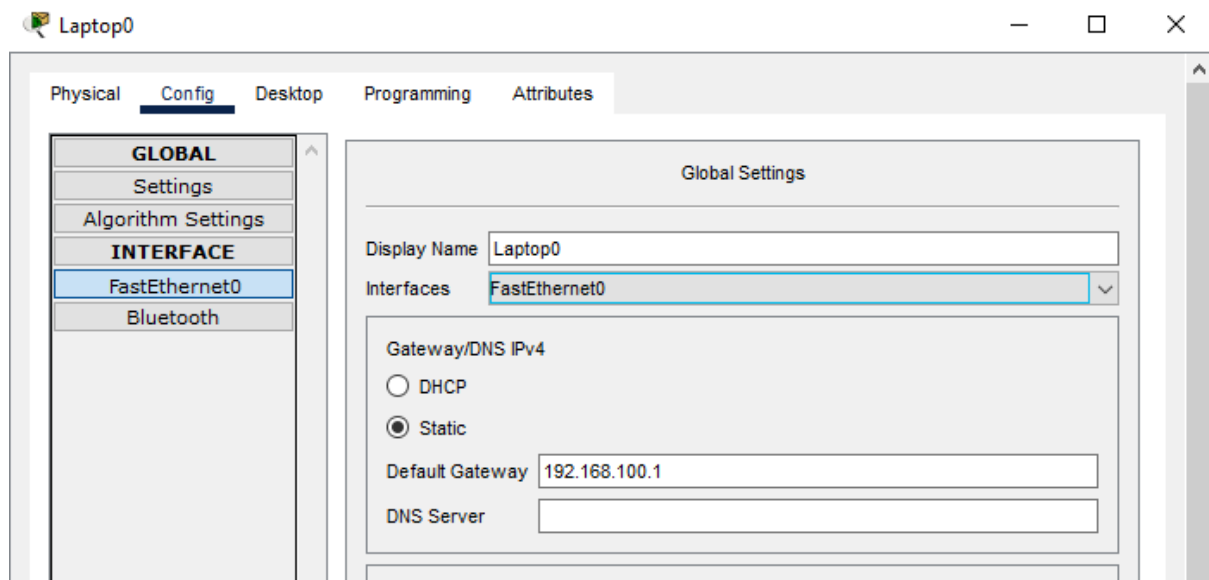 Laptop0
Physical Config Desktop Programming Attributes
GLOBAL
Settings
Algorithm Settings
INTERFACE
FastEthernet0
Bluetooth
Global Settings
Display Name Laptop0
Interfaces FastEthernet0
Gateway/DNS IPv4
DHCP
Static
Default Gateway 192.168.100.1
DNS Server